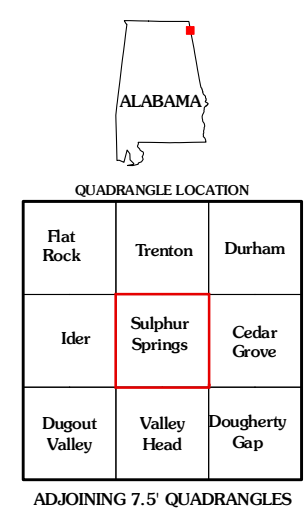 ALABAMA
QUADRANGLE LOCATION
Flat
Rock
Trenton
Durham
Ider
Sulphur
Springs
Cedar
Grove
Dugout
Valley
Valley
Head
Dougherty
Gap
ADJOINING 7.5' QUADRANGLES